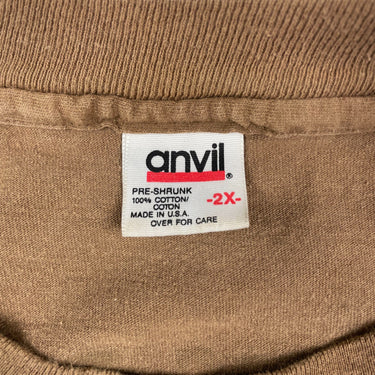 anvil®
PRE-SHRUNK
100% COTTON/
COTON
MADE IN U.S.A.
OVER FOR CARE
-2X-